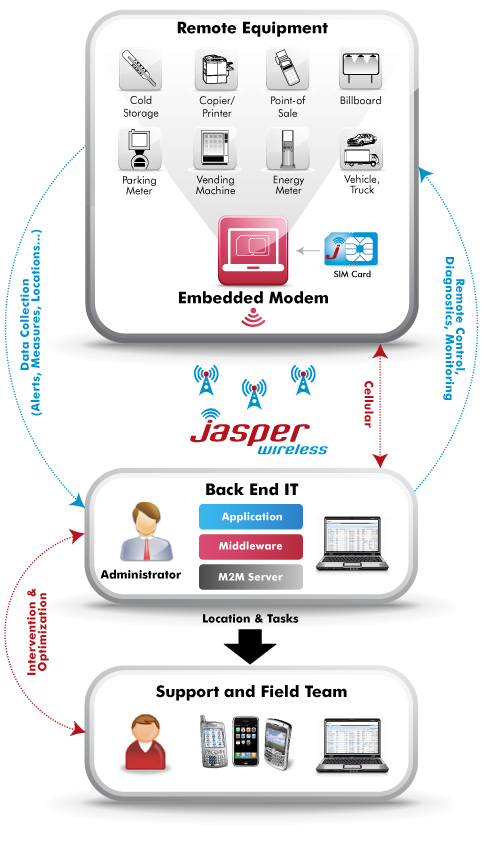 Remote Equipment
Cold
Storage
Copier/
Printer
Point-of
Sale
Billboard
Parking
Meter
Vending
Machine
Energy
Meter
Vehicle,
Truck
J
SIM Card
Embedded Modem
Data Collection
(Alerts, Measures, Locations...)
Remote Control,
Diagnostics, Monitoring
Cellular
jasper
wireless
Back End IT
Application
Middleware
M2M Server
Administrator
Intervention &
Optimization
Location & Tasks
Support and Field Team